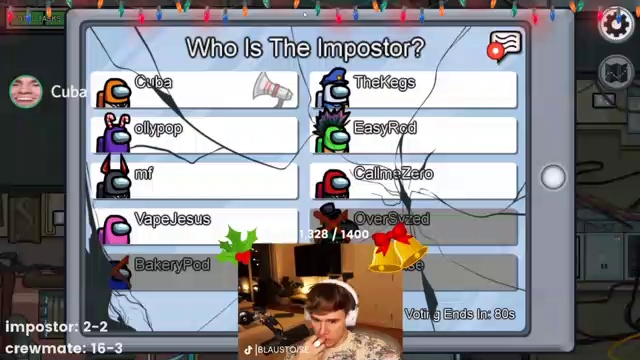 Who Is The Impostor?
Cuba
Cuba
TheKegs
ollypop
EasyRod
mf
CallmeZero
VapeJesus
OverSyzed
1,328 / 1400
BakeryPod
Voting Ends In: 80s
impostor: 2-2
crewmate: 16-3